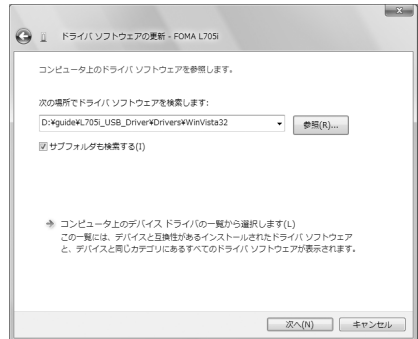 ドライバ ソフトウェアの更新 - FOMA L705i
コンピュータ上のドライバ ソフトウェアを参照します。
次の場所でドライバ ソフトウェアを検索します:
D:¥guide¥L705i_USB_Driver¥Drivers¥WinVista32
参照(R)...
サブフォルダも検索する(I)
コンピュータ上のデバイス ドライバの一覧から選択します(L)
この一覧には、デバイスと互換性があるインストールされたドライバ ソフトウェア
と、デバイスと同じカテゴリにあるすべてのドライバ ソフトウェアが表示されます。
次へ(N) キャンセル